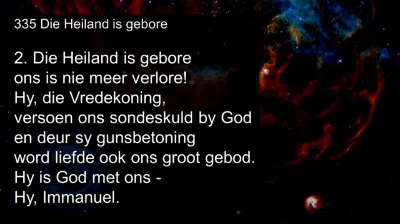 335 Die Heiland is gebore
2. Die Heiland is gebore
ons is nie meer verlore!
Hy, die Vredekoning,
versoen ons sondeskuld by God
en deur sy gunsbetoning
word liefde ook ons groot gebod.
Hy is God met ons -
Hy, Immanuel.